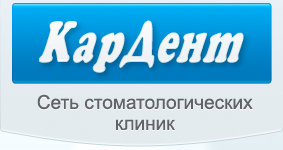 КарДент
Сеть стоматологических
клиник